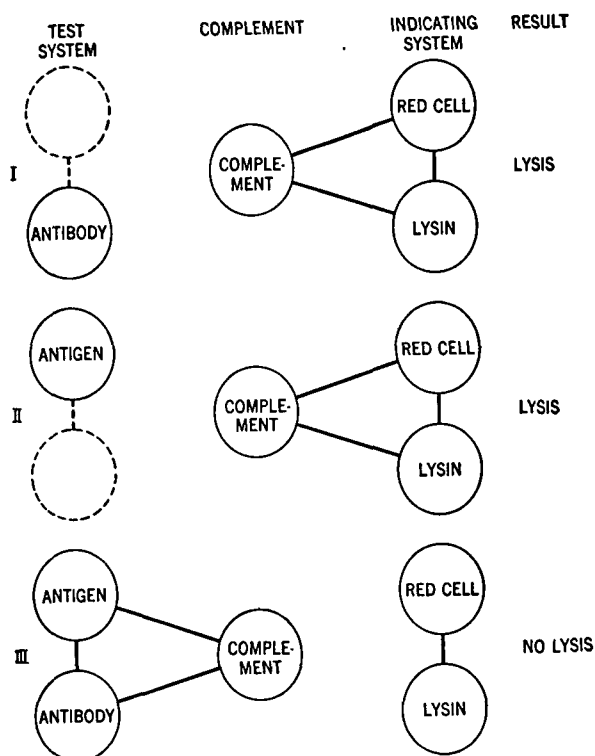 TEST SYSTEM
COMPLEMENT
INDICATING SYSTEM
RESULT
I
ANTIBODY
COMPLE-
MENT
RED CELL
LYSIN
LYSIS
II
ANTIGEN
COMPLE-
MENT
RED CELL
LYSIN
LYSIS
III
ANTIGEN
ANTIBODY
COMPLE-
MENT
RED CELL
LYSIN
NO LYSIS